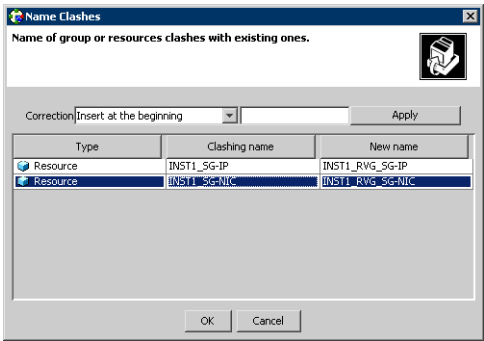 Name Clashes
Name of group or resources clashes with existing ones.
Correction Insert at the beginning Apply
Type Clashing name New name
Resource INST1_SG-IP INST1_RVG_SG-IP
Resource INST1_SG-NIC INST1_RVG_SG-NIC
OK Cancel